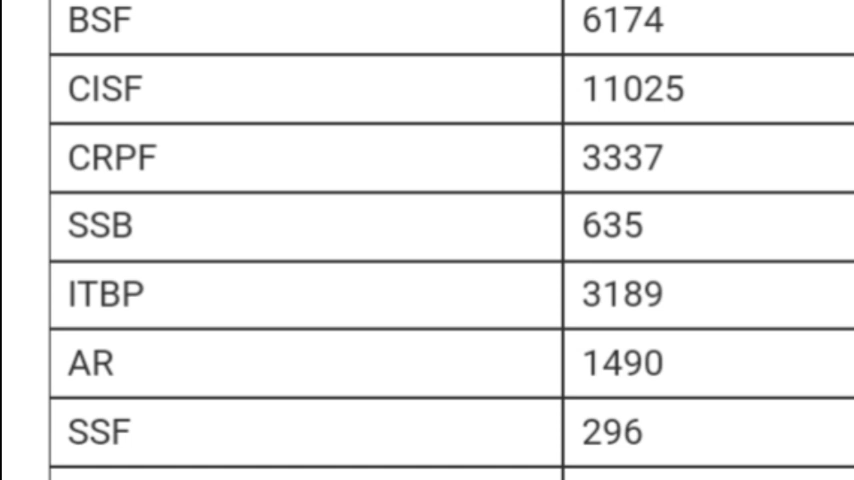 BSF 6174
CISF 11025
CRPF 3337
SSB 635
ITBP 3189
AR 1490
SSF 296